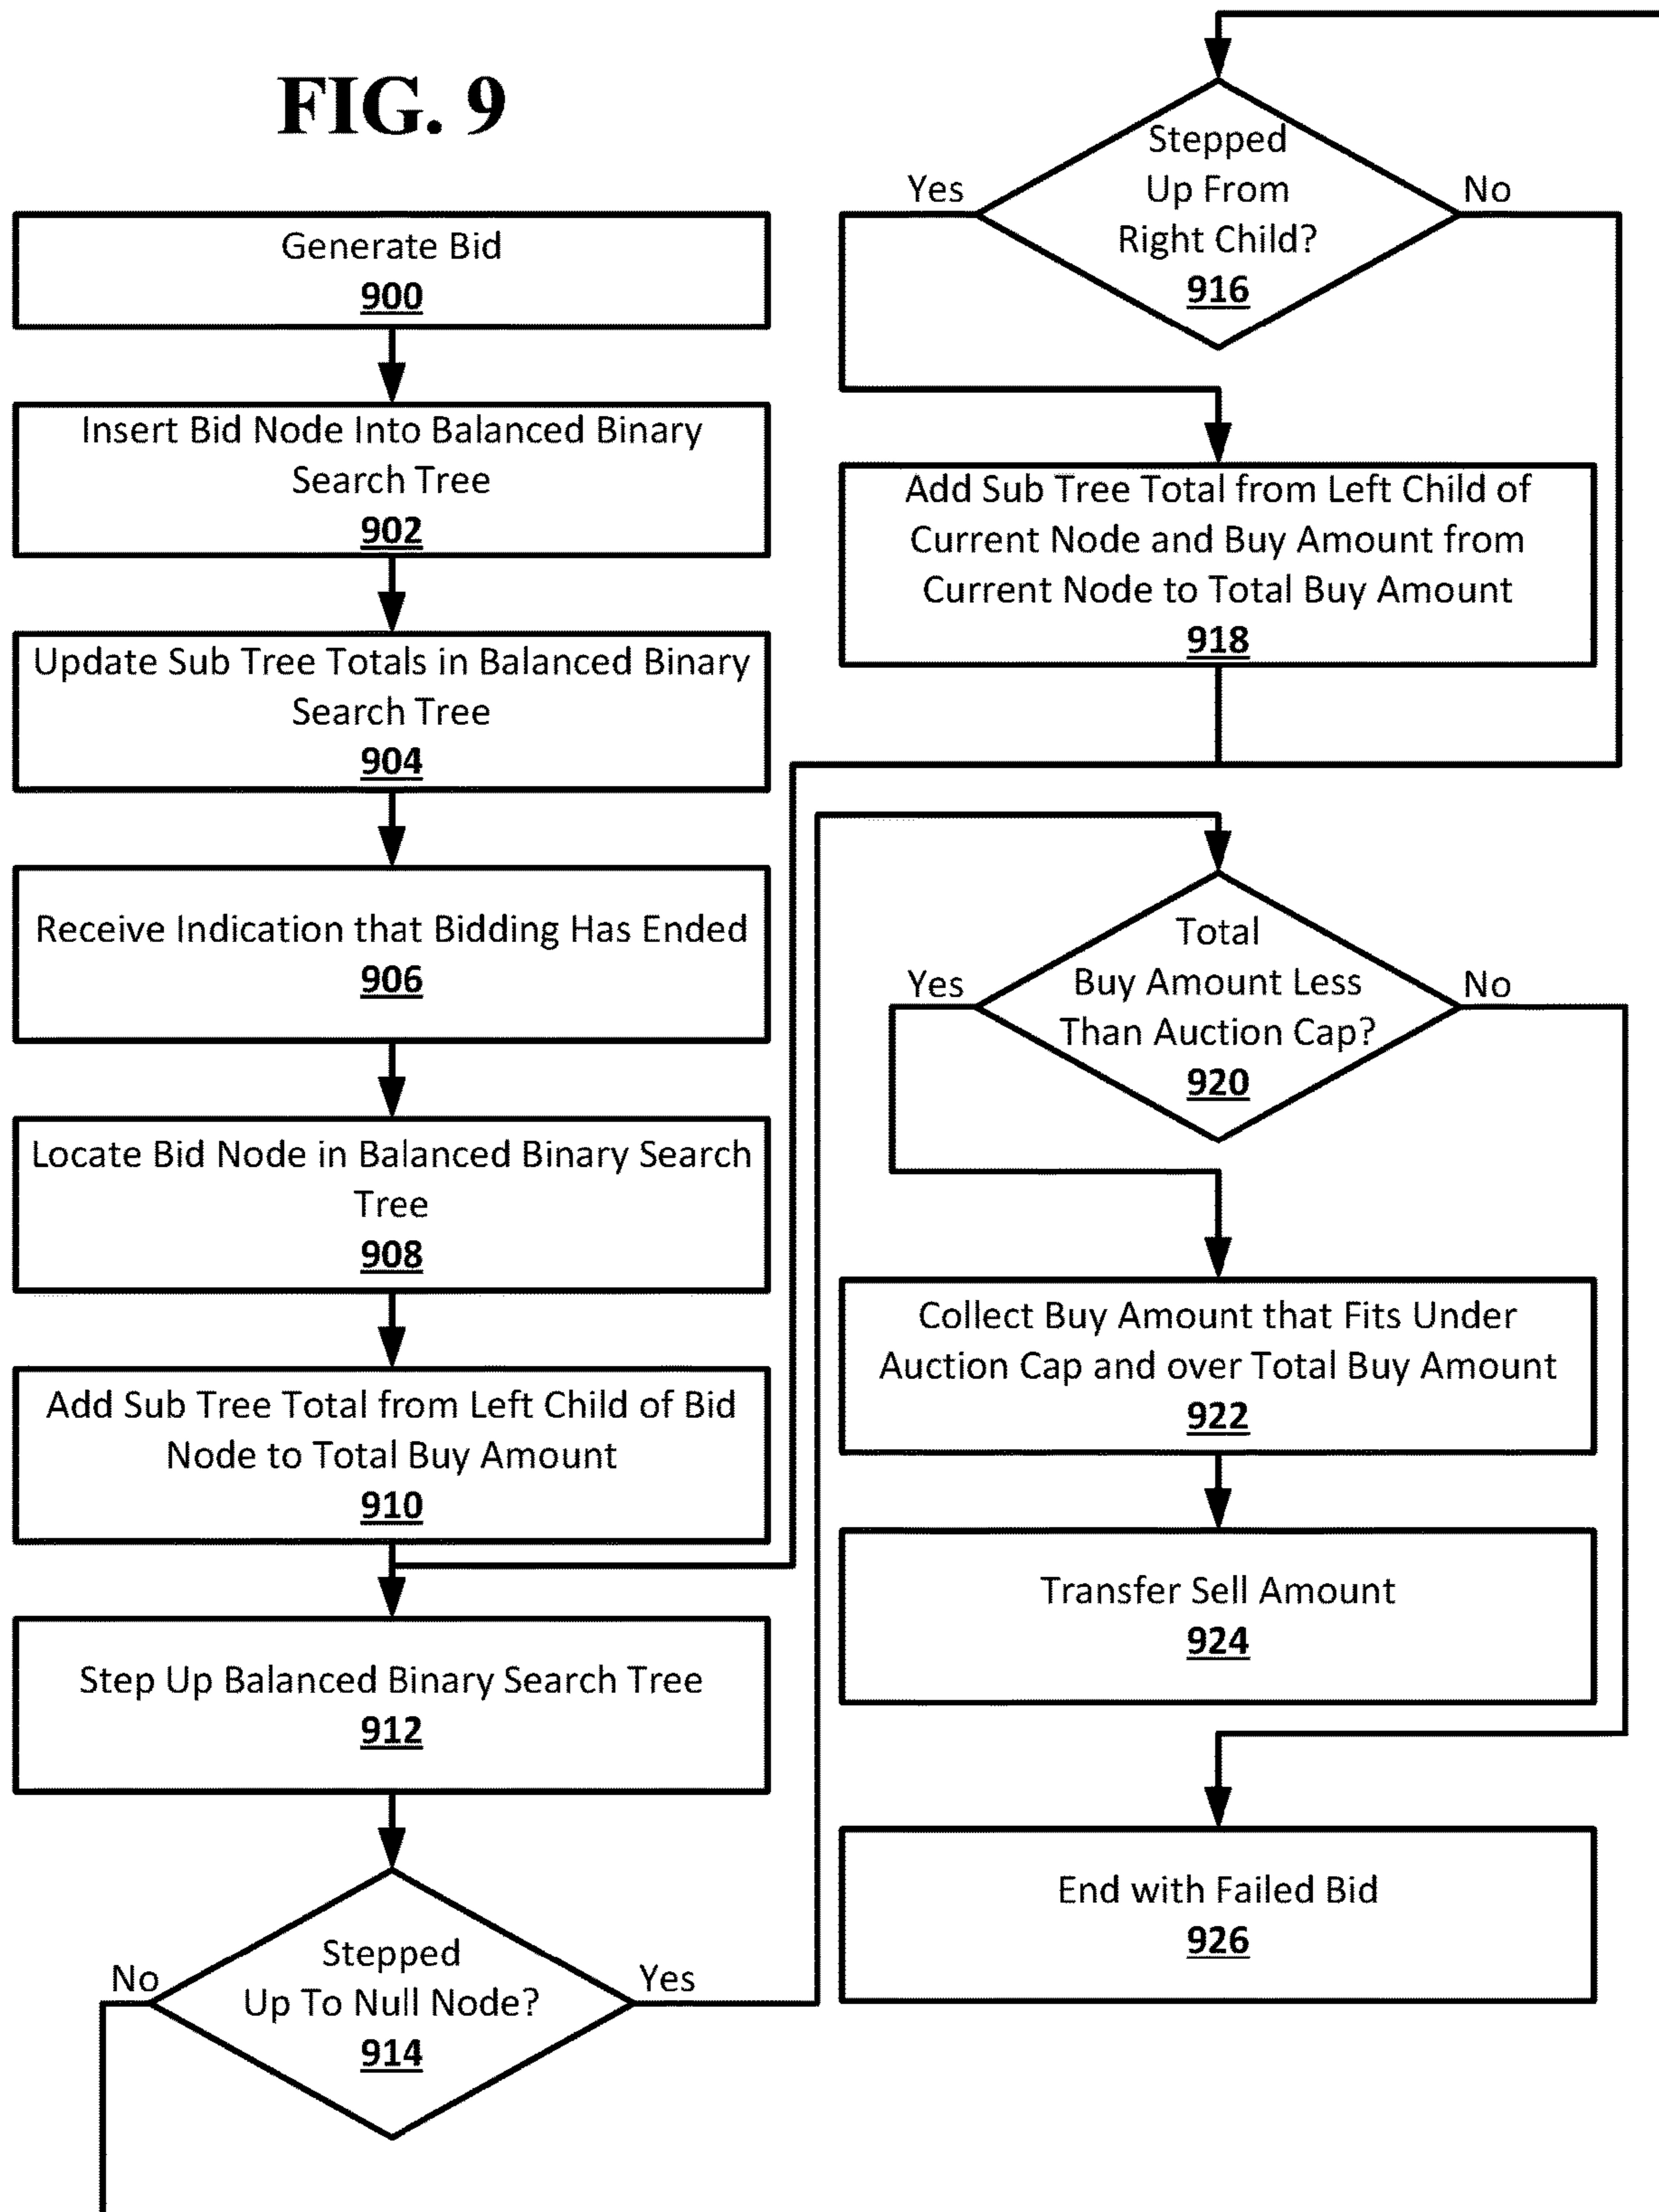 FIG. 9
Generate Bid
900
Insert Bid Node Into Balanced Binary
Search Tree
902
Update Sub Tree Totals in Balanced Binary
Search Tree
904
Receive Indication that Bidding Has Ended
906
Locate Bid Node in Balanced Binary Search
Tree
908
Add Sub Tree Total from Left Child of Bid
Node to Total Buy Amount
910
Step Up Balanced Binary Search Tree
912
No
Yes
Stepped
Up To Null Node?
914
Yes
No
Stepped
Up From
Right Child?
916
Add Sub Tree Total from Left Child of
Current Node and Buy Amount from
Current Node to Total Buy Amount
918
Yes
No
Total
Buy Amount Less
Than Auction Cap?
920
Collect Buy Amount that Fits Under
Auction Cap and over Total Buy Amount
922
Transfer Sell Amount
924
End with Failed Bid
926